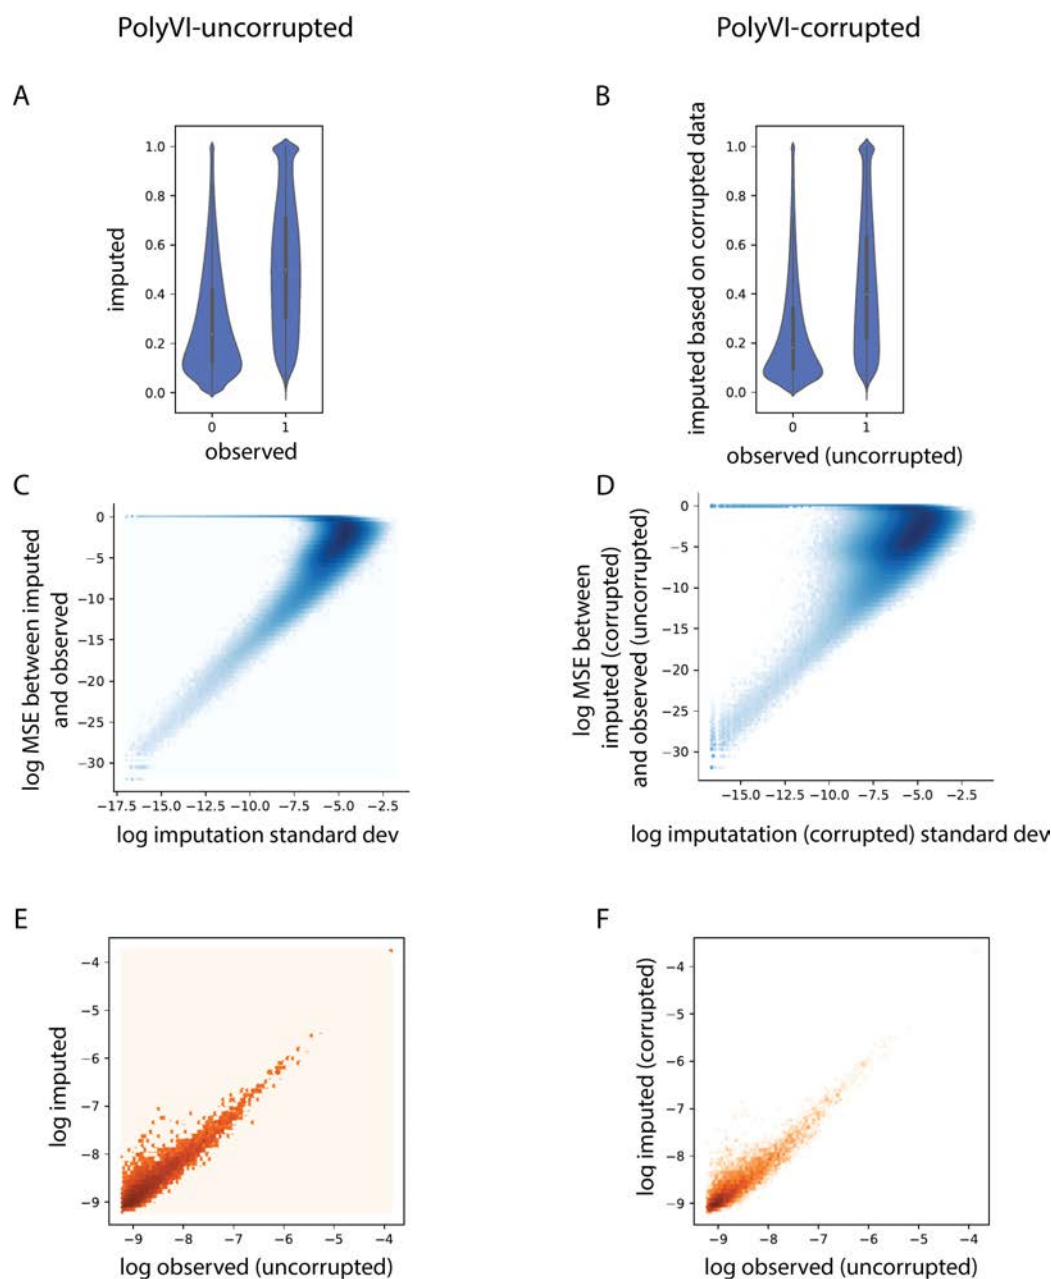 PolyVI-uncorrupted
PolyVI-corrupted
A
imputed
1.0
0.8
0.6
0.4
0.2
0.0
0
1
observed
B
imputed based on corrupted data
1.0
0.8
0.6
0.4
0.2
0.0
0
1
observed (uncorrupted)
C
log MSE between imputed
and observed
0
−5
−10
−15
−20
−25
−30
−17.5 −15.0 −12.5 −10.0 −7.5 −5.0 −2.5
log imputation standard dev
D
log MSE between
imputed (corrupted)
and observed (uncorrupted)
0
−5
−10
−15
−20
−25
−30
−15.0 −12.5 −10.0 −7.5 −5.0 −2.5
log imputatation (corrupted) standard dev
E
log imputed
−4
−5
−6
−7
−8
−9
−9 −8 −7 −6 −5 −4
log observed (uncorrupted)
F
loq imputed (corrupted)
−4
−5
−6
−7
−8
−9
−9 −8 −7 −6 −5 −4
log observed (uncorrupted)